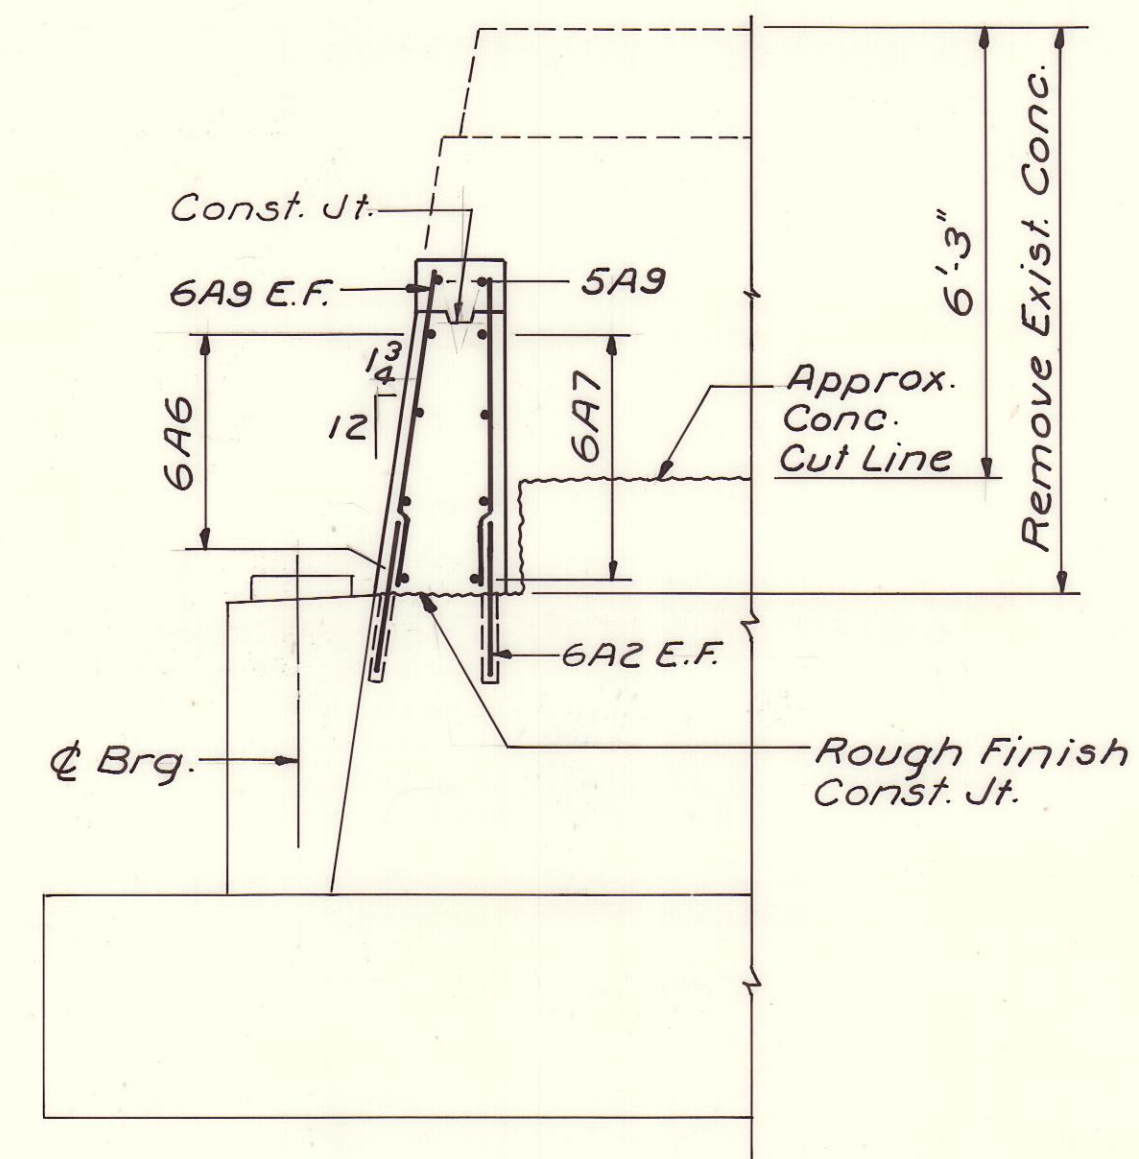 Const. Jt.
6A9 E.F.
5A9
1 3/4
12
6A6
6A7
6'-3"
Remove Exist. Conc.
Approx.
Conc.
Cut Line
6A2 E.F.
℄ Brg.
Rough Finish
Const. Jt.